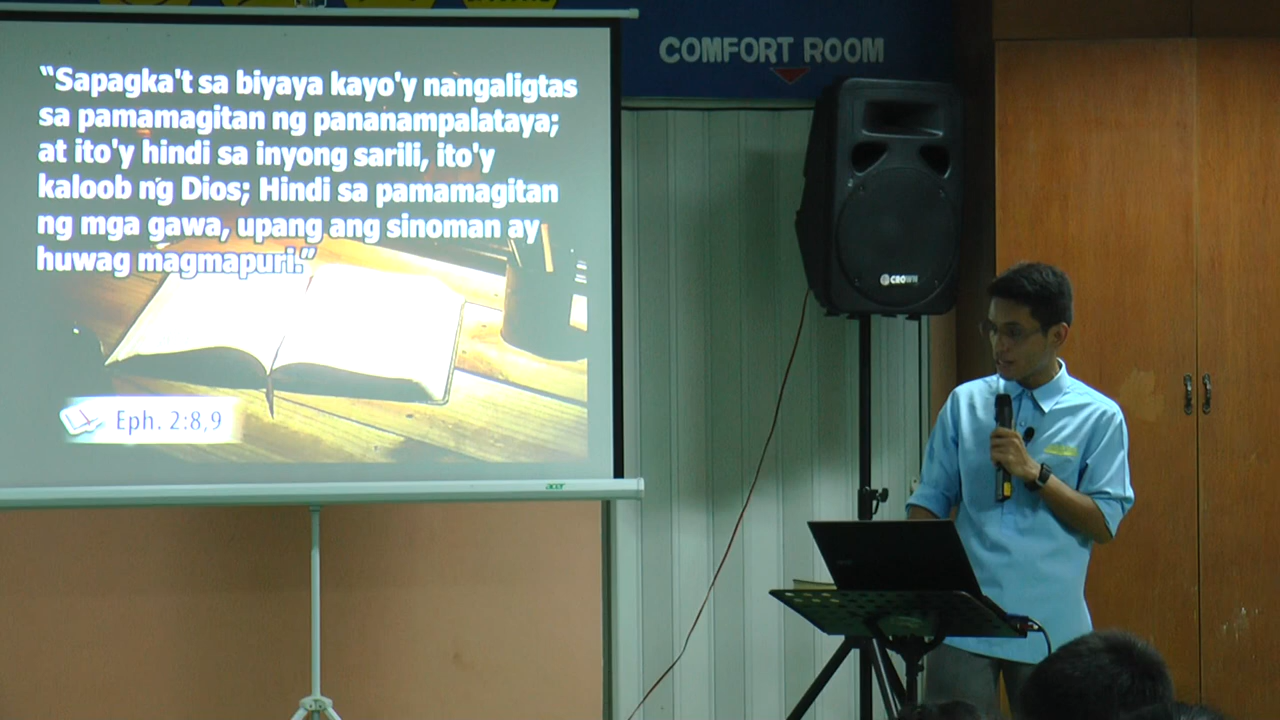 COMFORT ROOM
“Sapagka't sa biyaya kayo'y nangaligtas
sa pamamagitan ng pananampalataya;
at ito'y hindi sa inyong sarili, ito'y
kaloob ng Dios; Hindi sa pamamagitan
ng mga gawa, upang ang sinoman ay
huwag magmapuri.”
Eph. 2:8,9
acer
CROWN